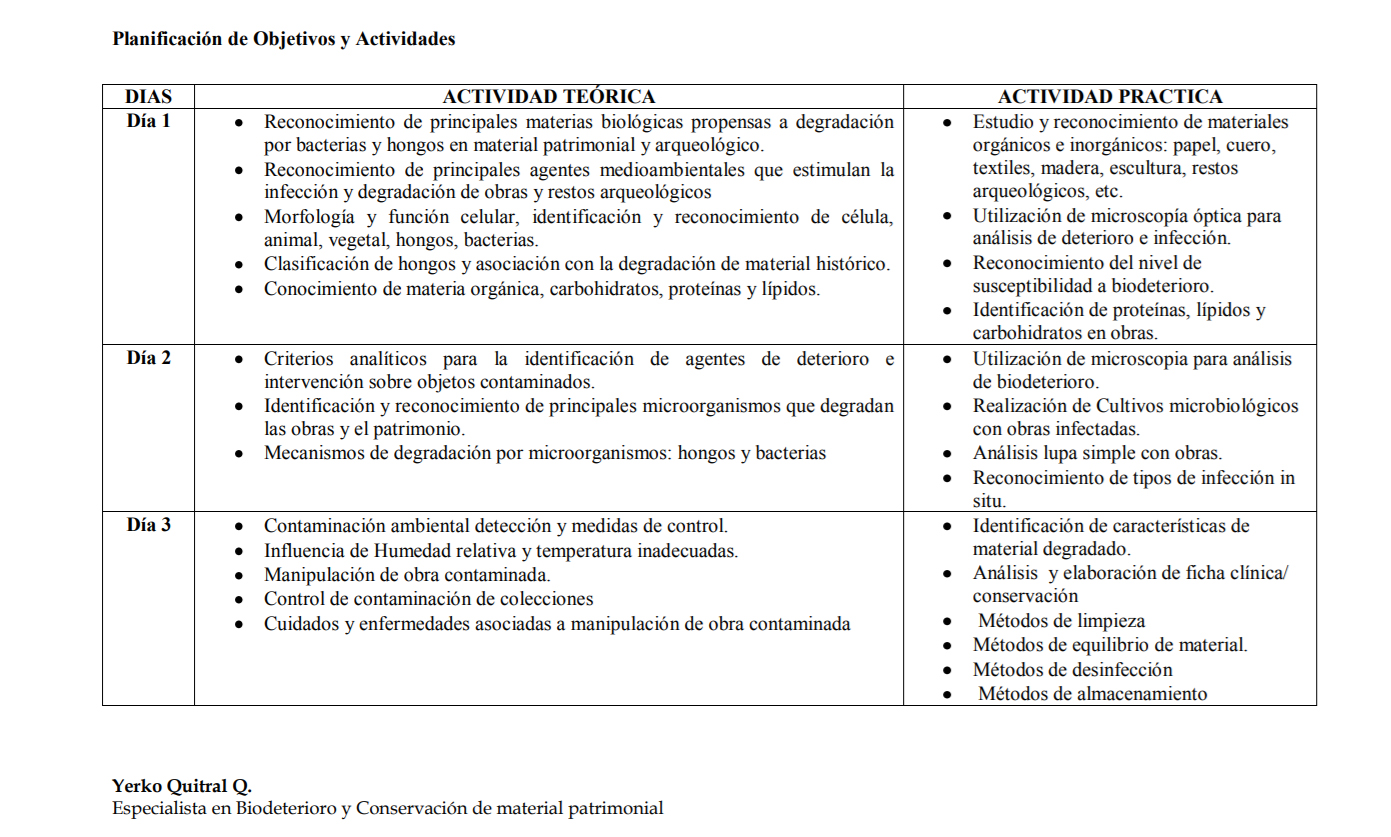 Planificación de Objetivos y Actividades
DIAS
ACTIVIDAD TEÓRICA
ACTIVIDAD PRACTICA
Día 1
• Reconocimiento de principales materias biológicas propensas a degradación
por bacterias y hongos en material patrimonial y arqueológico.
• Reconocimiento de principales agentes medioambientales que estimulan la
infección y degradación de obras y restos arqueológicos
• Morfología y función celular, identificación y reconocimiento de célula,
animal, vegetal, hongos, bacterias.
• Clasificación de hongos y asociación con la degradación de material histórico.
• Conocimiento de materia orgánica, carbohidratos, proteínas y lípidos.
• Estudio y reconocimiento de materiales
orgánicos e inorgánicos: papel, cuero,
textiles, madera, escultura, restos
arqueológicos, etc.
• Utilización de microscopía óptica para
análisis de deterioro e infección.
• Reconocimiento del nivel de
susceptibilidad a biodeterioro.
• Identificación de proteínas, lípidos y
carbohidratos en obras.
Día 2
• Criterios analíticos para la identificación de agentes de deterioro e
intervención sobre objetos contaminados.
• Identificación y reconocimiento de principales microorganismos que degradan
las obras y el patrimonio.
• Mecanismos de degradación por microorganismos: hongos y bacterias
• Utilización de microscopia para análisis
de biodeterioro.
• Realización de Cultivos microbiológicos
con obras infectadas.
• Análisis lupa simple con obras.
• Reconocimiento de tipos de infección in
situ.
Día 3
• Contaminación ambiental detección y medidas de control.
• Influencia de Humedad relativa y temperatura inadecuadas.
• Manipulación de obra contaminada.
• Control de contaminación de colecciones
• Cuidados y enfermedades asociadas a manipulación de obra contaminada
• Identificación de características de
material degradado.
• Análisis y elaboración de ficha clínica/
conservación
• Métodos de limpieza
• Métodos de equilibrio de material.
• Métodos de desinfección
• Métodos de almacenamiento
Yerko Quitral Q.
Especialista en Biodeterioro y Conservación de material patrimonial